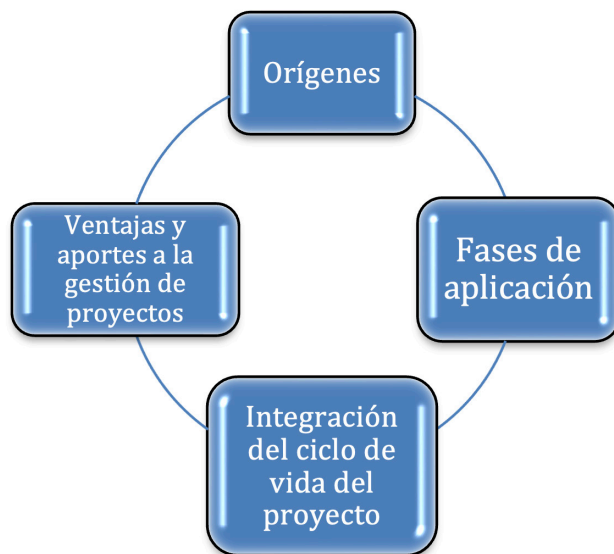 Orígenes
Fases de
aplicación
Integración
del ciclo de
vida del
proyecto
Ventajas y
aportes a la
gestión de
proyectos